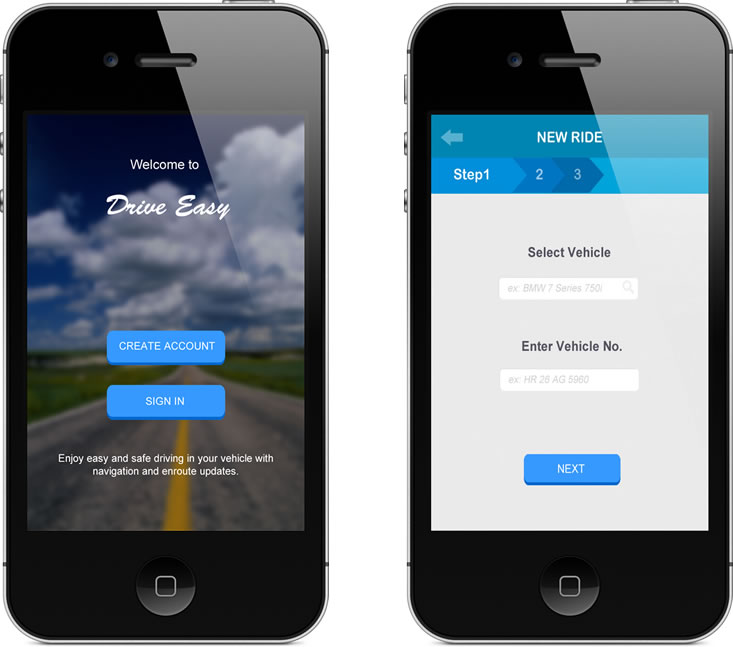 Welcome to
Drive Easy
CREATE ACCOUNT
SIGN IN
Enjoy easy and safe driving in your vehicle with
navigation and enroute updates.
NEW RIDE
Step1 2 3
Select Vehicle
ex: BMW 7 Series 750i
Enter Vehicle No.
ex: HR 26 AG 5960
NEXT